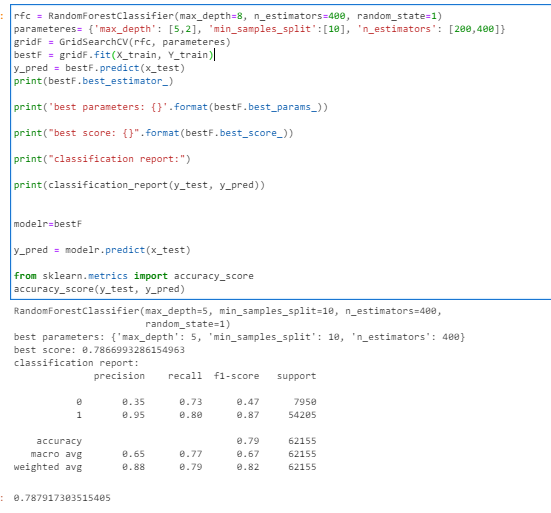 : rfc = RandomForestClassifier(max_depth=8, n_estimators=400, random_state=1)
parameteres= {'max_depth': [5,2], 'min_samples_split':[10], 'n_estimators': [200,400]}
gridF = GridSearchCV(rfc, parameteres)
bestF = gridF.fit(X_train, Y_train)
y_pred = bestF.predict(x_test)
print(bestF.best_estimator_)
print('best parameters: {}'.format(bestF.best_params_))
print("best score: {}".format(bestF.best_score_))
print("classification report:")
print(classification_report(y_test, y_pred))
modelr=bestF
y_pred = modelr.predict(x_test)
from sklearn.metrics import accuracy_score
accuracy_score(y_test, y_pred)
RandomForestClassifier(max_depth=5, min_samples_split=10, n_estimators=400,
random_state=1)
best parameters: {'max_depth': 5, 'min_samples_split': 10, 'n_estimators': 400}
best score: 0.7866993286154963
classification report:
precision recall f1-score support
0 0.35 0.73 0.47 7950
1 0.95 0.80 0.87 54205
accuracy 0.79 62155
macro avg 0.65 0.77 0.67 62155
weighted avg 0.88 0.79 0.82 62155
: 0.787917303515405